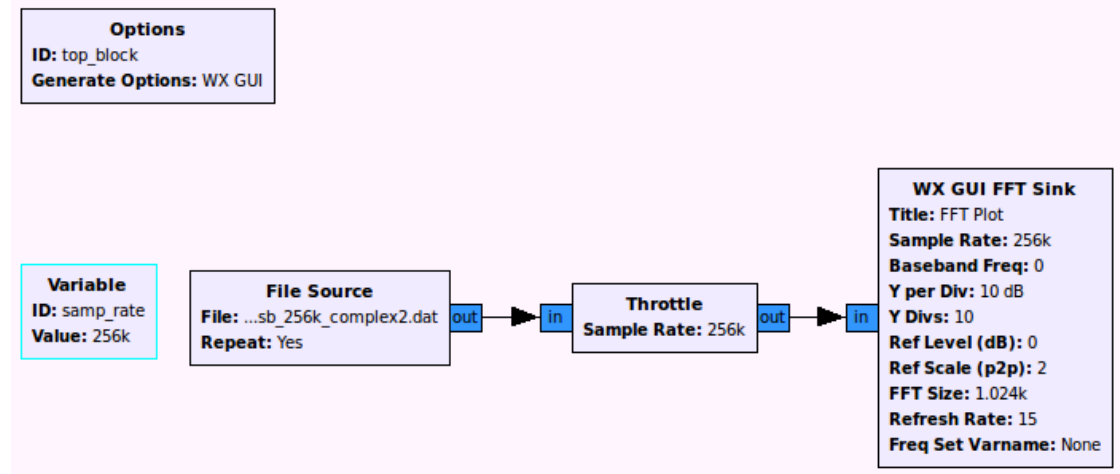 Options
ID: top_block
Generate Options: WX GUI
Variable
ID: samp_rate
Value: 256k
File Source
File: ...sb_256k_complex2.dat
Repeat: Yes
out
in
Throttle
Sample Rate: 256k
out
in
WX GUI FFT Sink
Title: FFT Plot
Sample Rate: 256k
Baseband Freq: 0
Y per Div: 10 dB
Y Divs: 10
Ref Level (dB): 0
Ref Scale (p2p): 2
FFT Size: 1.024k
Refresh Rate: 15
Freq Set Varname: None